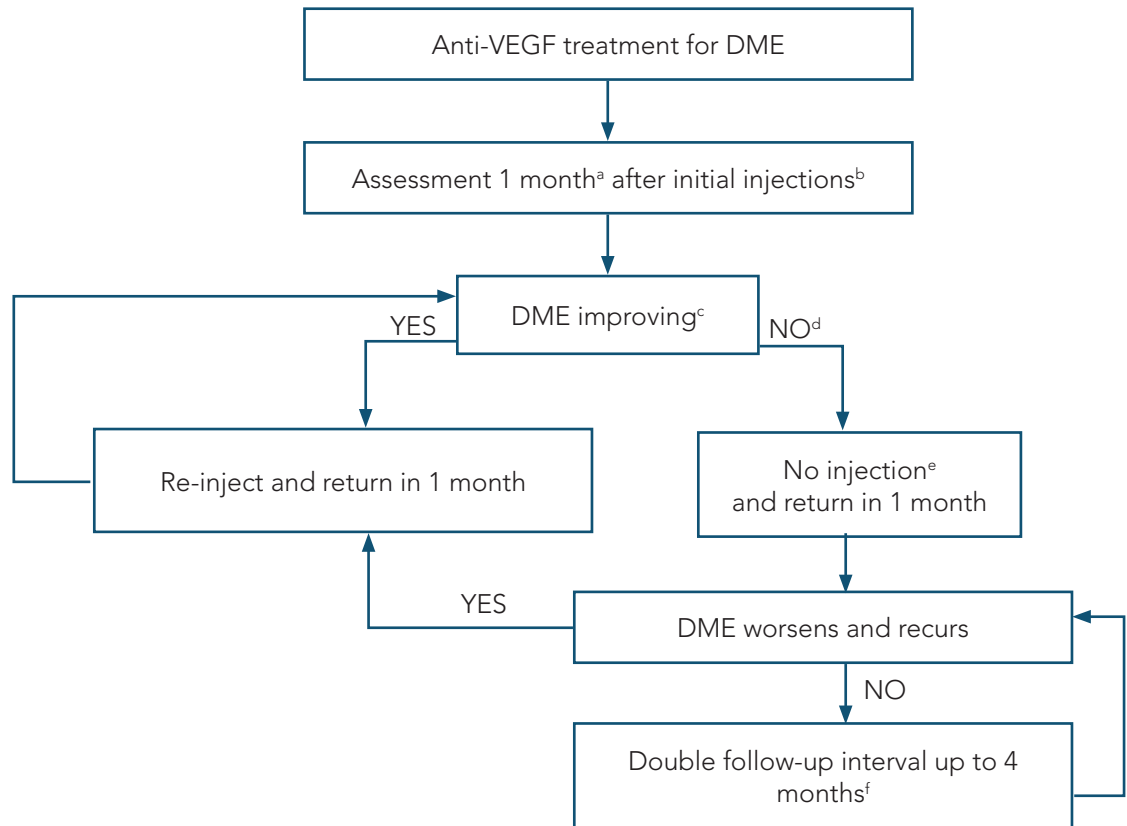 Anti-VEGF treatment for DME
Assessment 1 monthᵃ after initial injectionsᵇ
DME improvingᶜ
YES
NOᵈ
Re-inject and return in 1 month
No injectionᵉ
and return in 1 month
YES
DME worsens and recurs
NO
Double follow-up interval up to 4
monthsᶠ